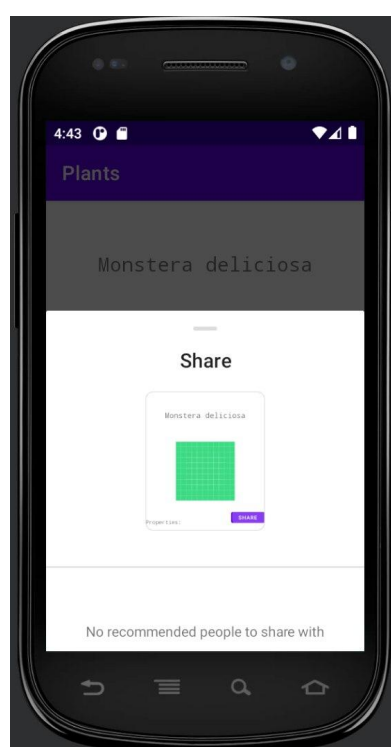 4:43
Plants
Monstera deliciosa
Share
Monstera deliciosa
SHARE
Properties:
No recommended people to share with